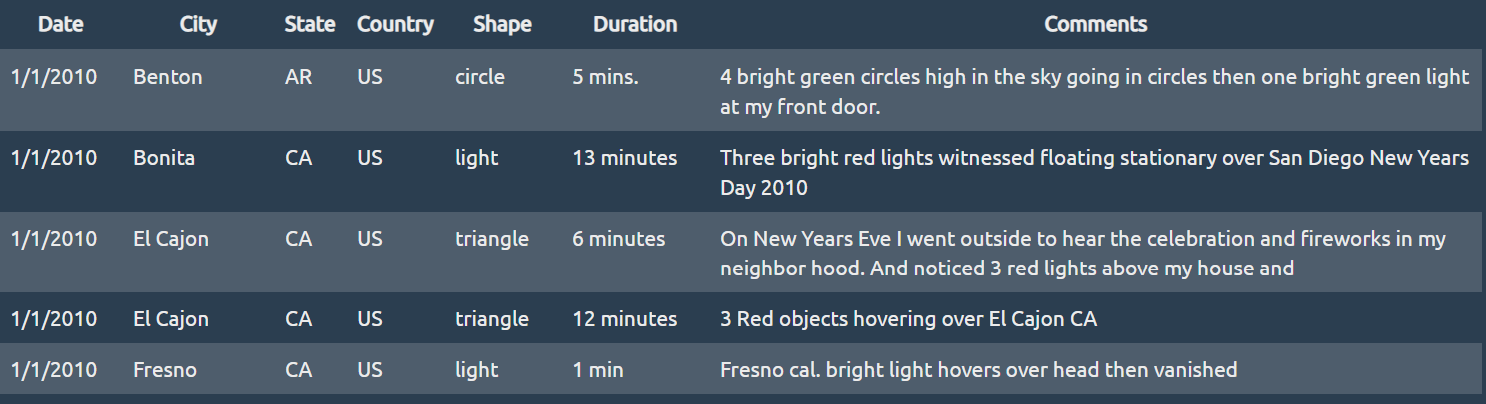 Date City State Country Shape Duration Comments
1/1/2010 Benton AR US circle 5 mins. 4 bright green circles high in the sky going in circles then one bright green light
at my front door.
1/1/2010 Bonita CA US light 13 minutes Three bright red lights witnessed floating stationary over San Diego New Years
Day 2010
1/1/2010 El Cajon CA US triangle 6 minutes On New Years Eve I went outside to hear the celebration and fireworks in my
neighbor hood. And noticed 3 red lights above my house and
1/1/2010 El Cajon CA US triangle 12 minutes 3 Red objects hovering over El Cajon CA
1/1/2010 Fresno CA US light 1 min Fresno cal. bright light hovers over head then vanished